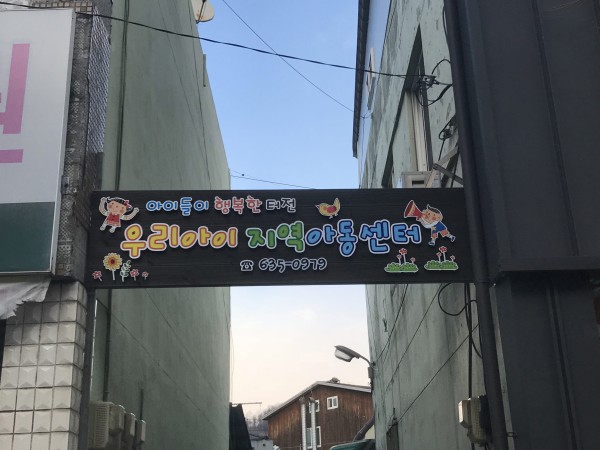 아이들이 행복한 터전
우리아이 지역아동센터
☎ 635-0979